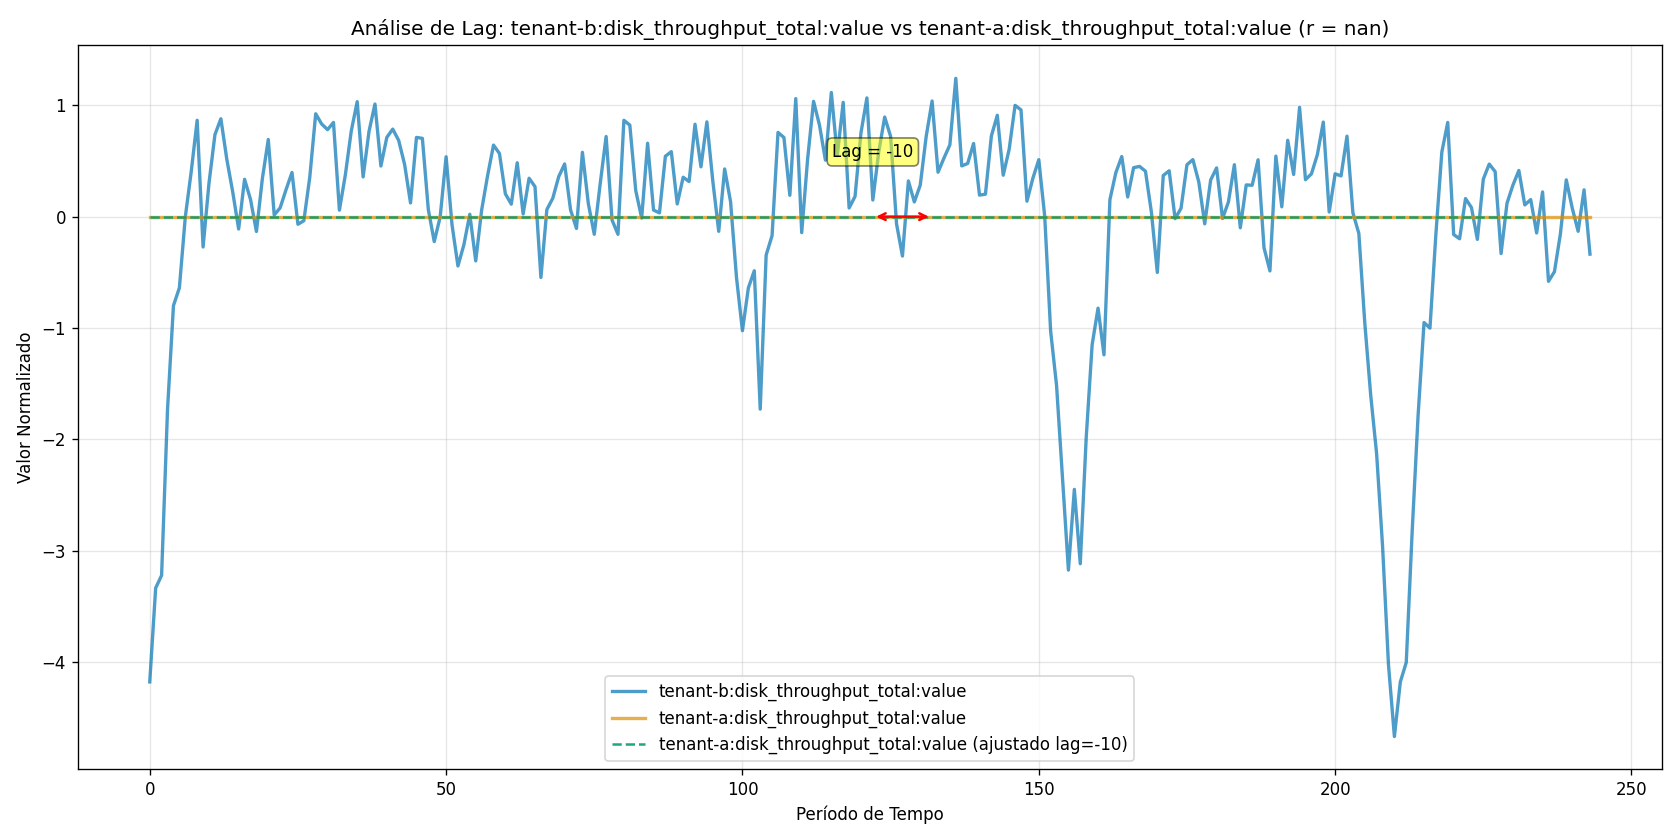 Análise de Lag: tenant-b:disk_throughput_total:value vs tenant-a:disk_throughput_total:value (r = nan)
Valor Normalizado
1
0
−1
−2
−3
−4
Lag = -10
tenant-b:disk_throughput_total:value
tenant-a:disk_throughput_total:value
tenant-a:disk_throughput_total:value (ajustado lag=-10)
0 50 100 150 200 250
Período de Tempo